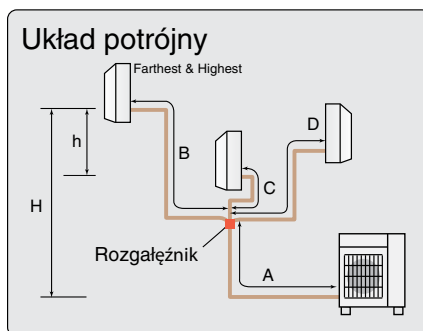 Układ potrójny
Farthest & Highest
D
h
B
C
H
Rozgałęźnik
A